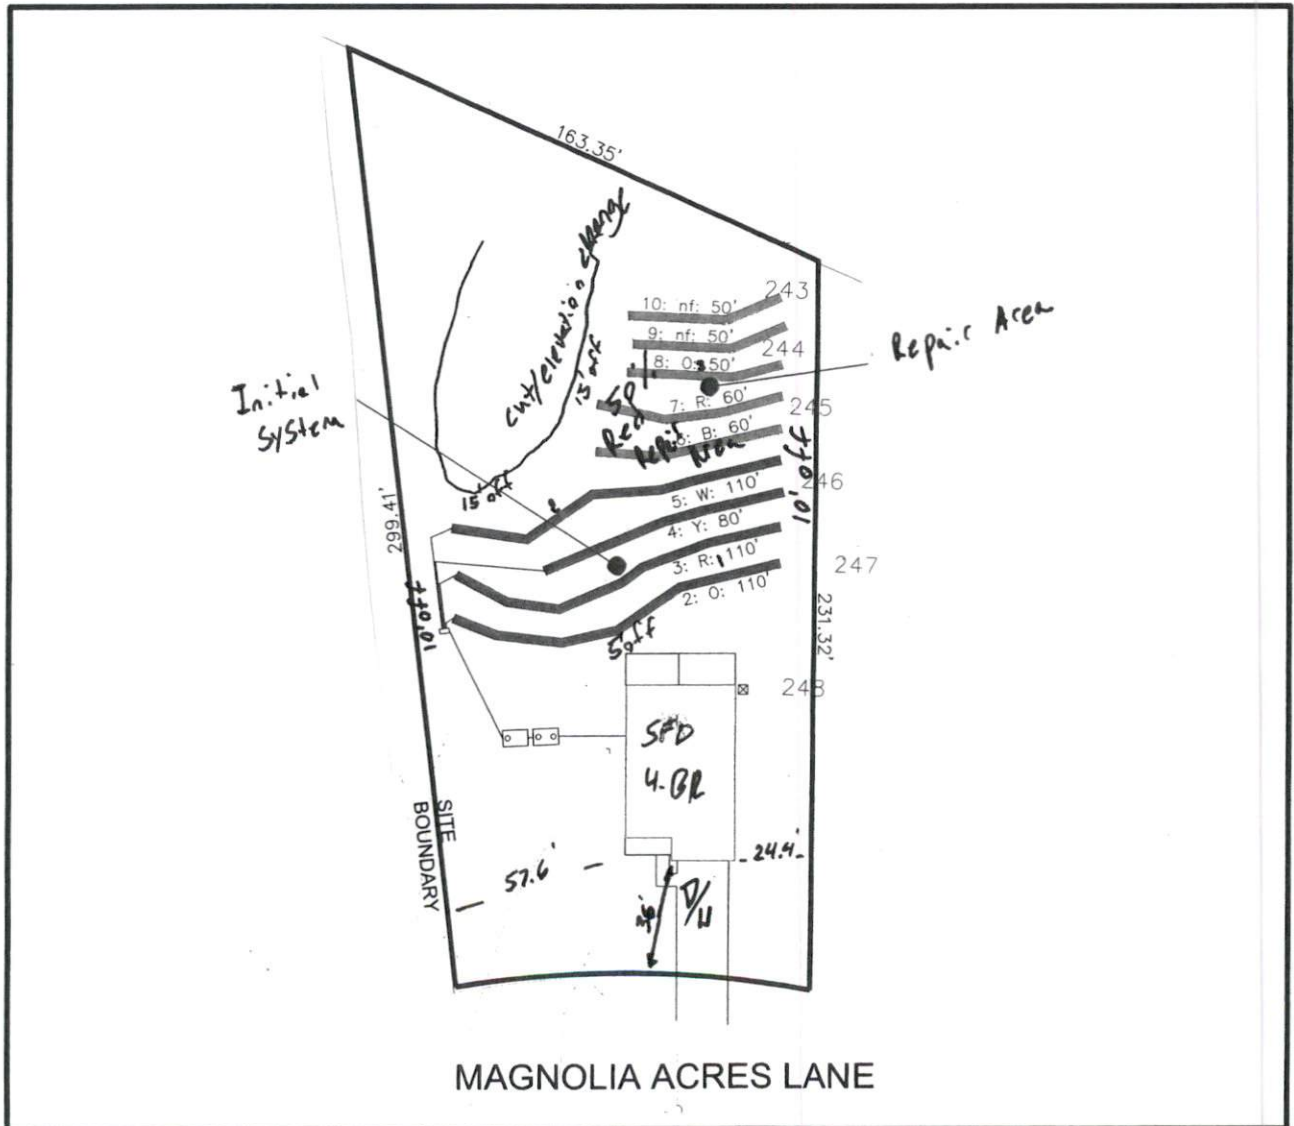 163.35'
cut/elevation change
10: nf: 50'
243
9: nf: 50'
244
8: O: 50'
Repair Area
15' off
Initial
System
7: R: 60'
245
6: B: 60'
Repair
Area
10' off
15' off
5: W: 110'
246
4: Y: 80'
299.41'
3: R: 110'
247
2: O: 110'
10' off
5' off
231.32'
248
SFD
4-BR
SITE
BOUNDARY
57.6'
24.4'
36'
D/W
MAGNOLIA ACRES LANE